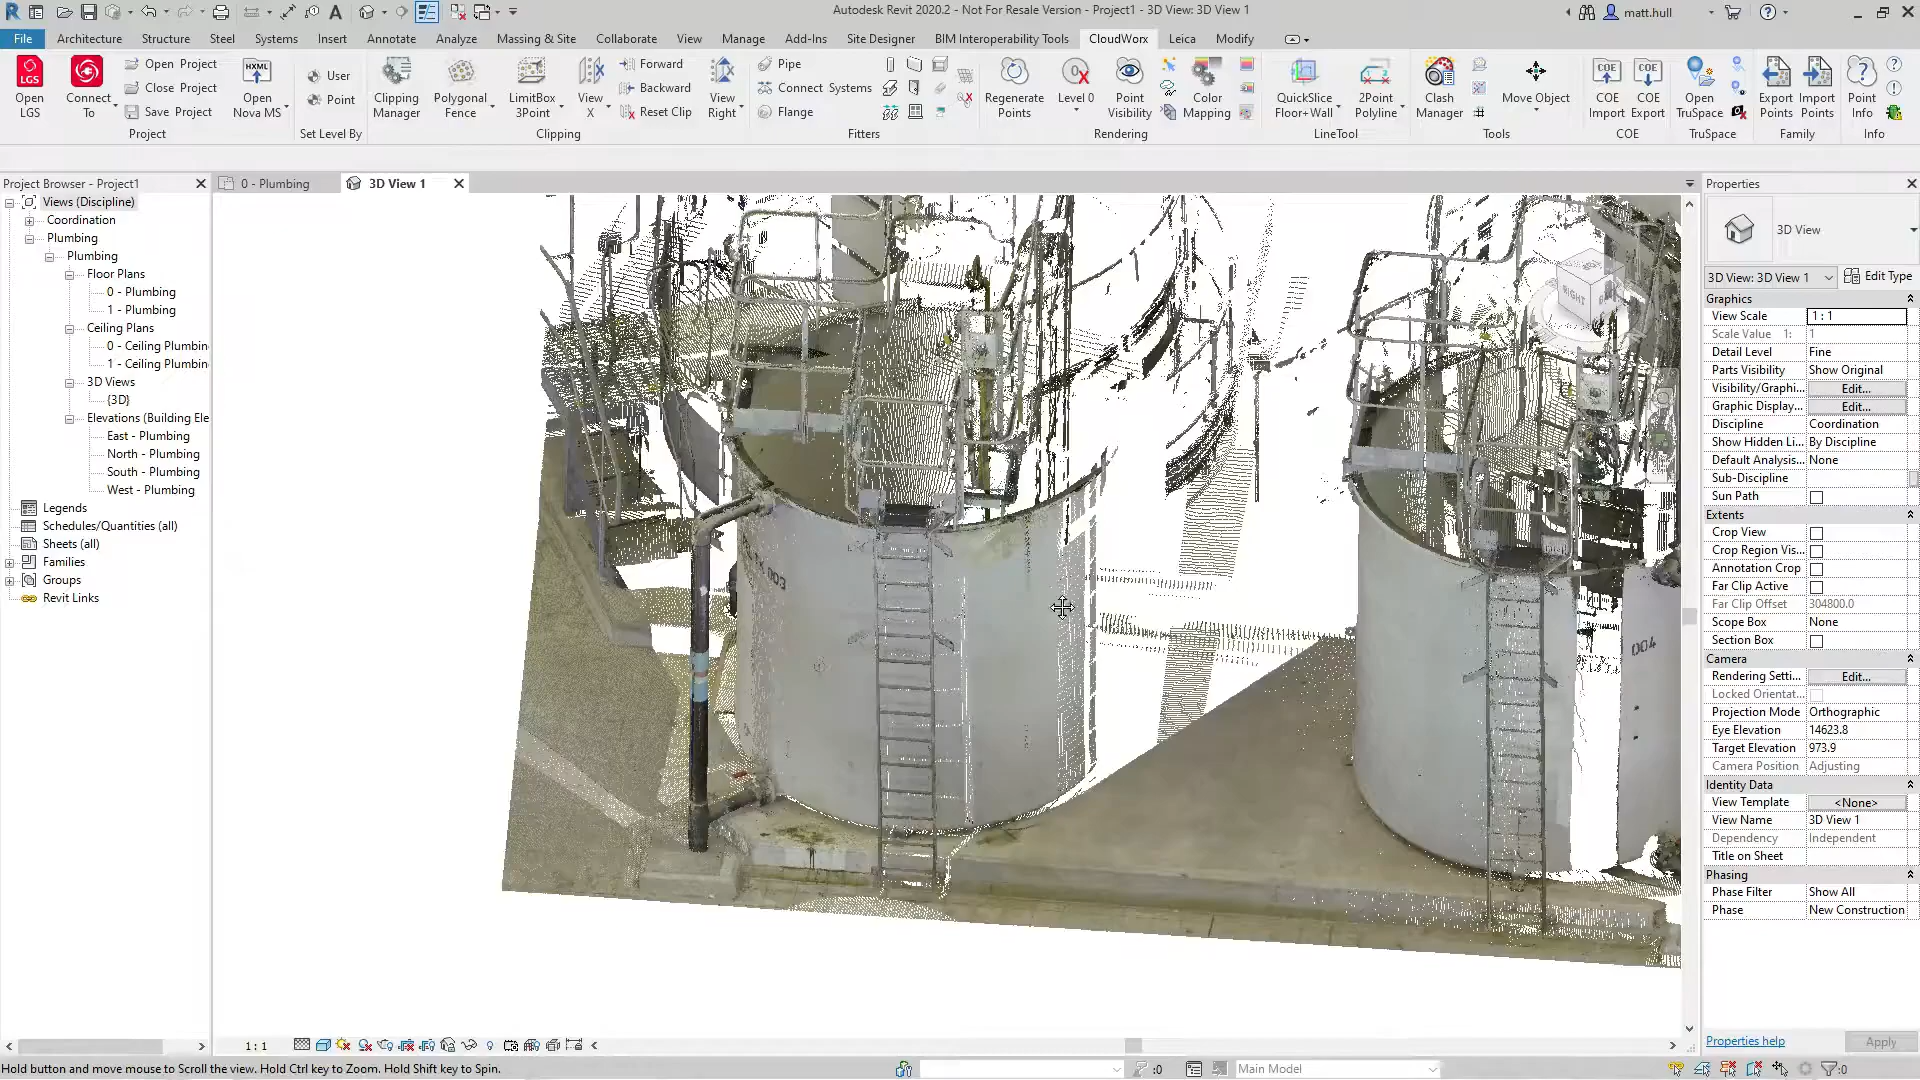 Autodesk Revit 2020.2 - Not For Resale Version - Project1 - 3D View: 3D View 1
matt.hull
File Architecture Structure Steel Systems Insert Annotate Analyze Massing & Site Collaborate View Manage Add-Ins Site Designer BIM Interoperability Tools CloudWorx Leica Modify
LGS Open LGS
Connect To
Open Project
Close Project
Save Project
HXML Open Nova MS
User
Point
Clipping Manager
Polygonal Fence
LimitBox 3Point
View X
Forward
Backward
Reset Clip
View Right
Pipe
Connect Systems
Flange
Regenerate Points
Level 0
Point Visibility
Color Mapping
QuickSlice Floor+Wall
2Point Polyline
Clash Manager
Move Object
COE Import
COE Export
Open TruSpace
Export Points
Import Points
Point Info
Project Set Level By Clipping Fitters Rendering LineTool Tools COE TruSpace Family Info
Project Browser - Project1
0 - Plumbing
3D View 1
Views (Discipline)
Coordination
Plumbing
Plumbing
Floor Plans
0 - Plumbing
1 - Plumbing
Ceiling Plans
0 - Ceiling Plumbin
1 - Ceiling Plumbin
3D Views
{3D}
Elevations (Building Ele
East - Plumbing
North - Plumbing
South - Plumbing
West - Plumbing
Legends
Schedules/Quantities (all)
Sheets (all)
Families
Groups
Revit Links
RIGHT
003
004
Properties
3D View
3D View: 3D View 1 Edit Type
Graphics
View Scale 1 : 1
Scale Value 1: 1
Detail Level Fine
Parts Visibility Show Original
Visibility/Graphi... Edit...
Graphic Display... Edit...
Discipline Coordination
Show Hidden Li... By Discipline
Default Analysis... None
Sub-Discipline
Sun Path
Extents
Crop View
Crop Region Vis...
Annotation Crop
Far Clip Active
Far Clip Offset 304800.0
Scope Box None
Section Box
Camera
Rendering Setti... Edit...
Locked Orientat...
Projection Mode Orthographic
Eye Elevation 14623.8
Target Elevation 973.9
Camera Position Adjusting
Identity Data
View Template <None>
View Name 3D View 1
Dependency Independent
Title on Sheet
Phasing
Phase Filter Show All
Phase New Construction
Properties help Apply
1 : 1
Hold button and move mouse to Scroll the view. Hold Ctrl key to Zoom. Hold Shift key to Spin.
:0
Main Model
:0